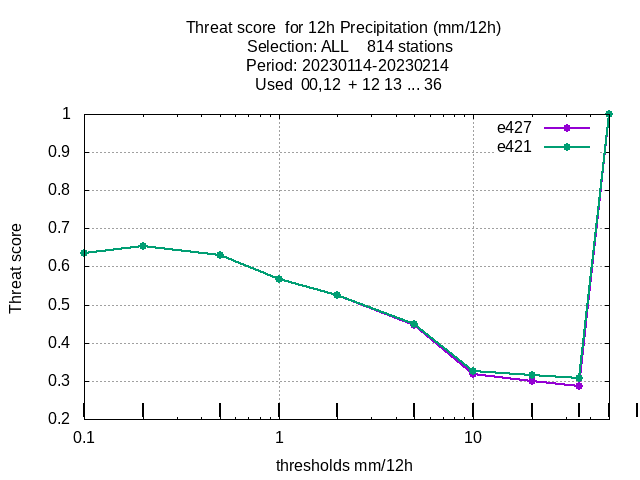 Threat score  for 12h Precipitation (mm/12h)
Selection: ALL    814 stations
Period: 20230114-20230214
Used  00,12  + 12 13 ... 36
e427
e421
1
0.9
0.8
0.7
0.6
0.5
0.4
0.3
0.2
Threat score
0.1 1 10
thresholds mm/12h